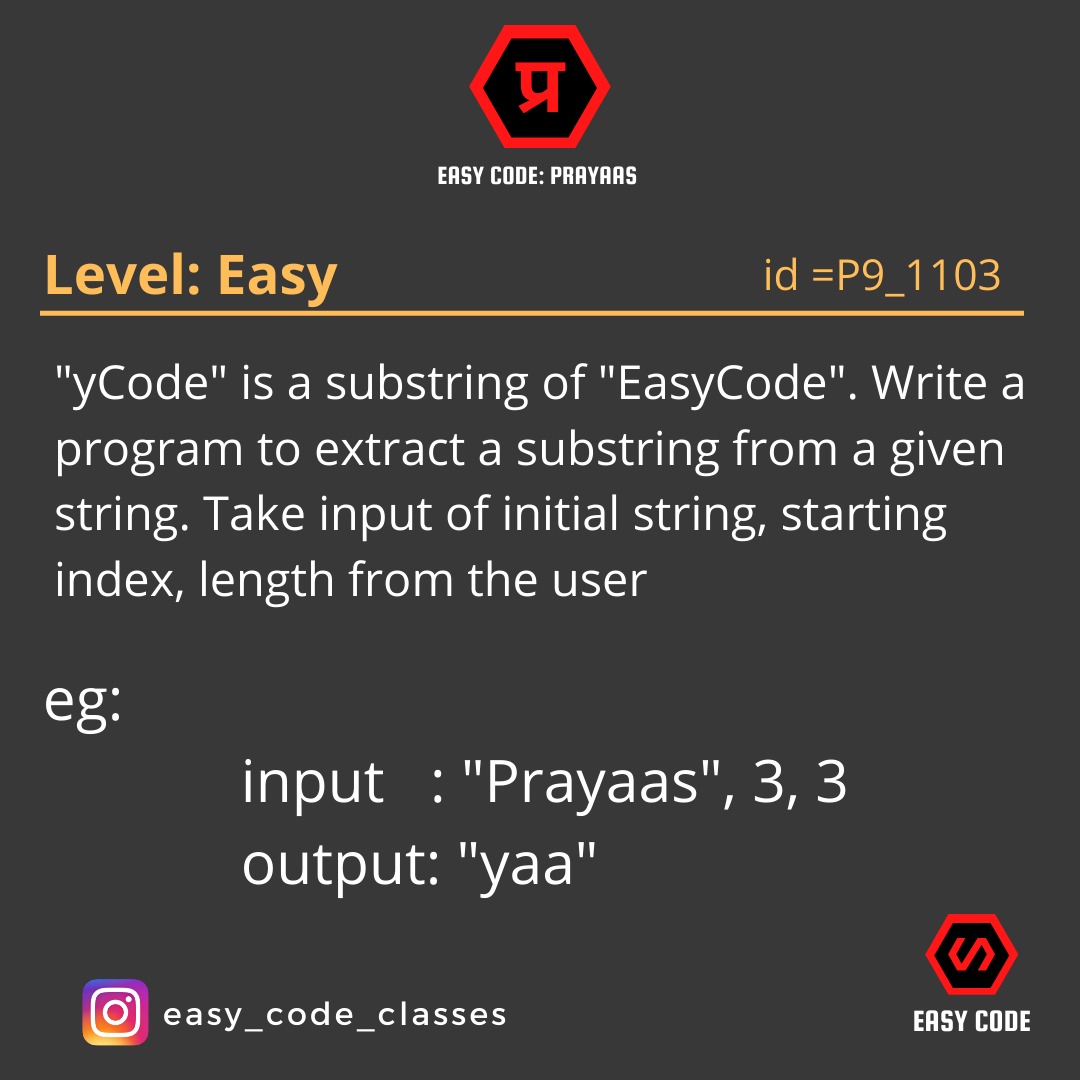 प्र
EASY CODE: PRAYAAS
Level: Easy
id =P9_1103
"yCode" is a substring of "EasyCode". Write a
program to extract a substring from a given
string. Take input of initial string, starting
index, length from the user
eg:
input : "Prayaas", 3, 3
output: "yaa"
easy_code_classes
EASY CODE